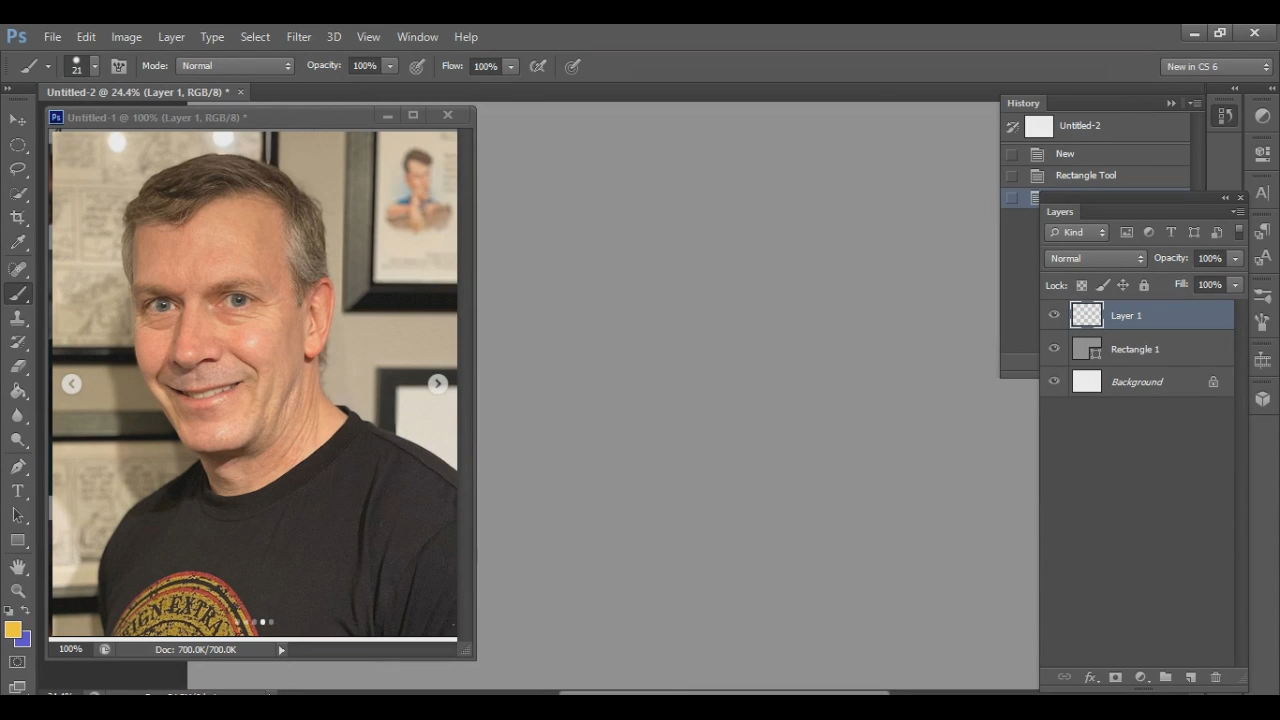 Ps File Edit Image Layer Type Select Filter 3D View Window Help
21 Mode: Normal Opacity: 100% Flow: 100% New in CS 6
Untitled-2 @ 24.4% (Layer 1, RGB/8) * ×
Ps Untitled-1 @ 100% (Layer 1, RGB/8) *
History
Untitled-2
New
Rectangle Tool
Layers
Kind
Normal Opacity: 100%
Lock: Fill: 100%
Layer 1
Rectangle 1
Background
SIGN EXTRA
100% Doc: 700.0K/700.0K